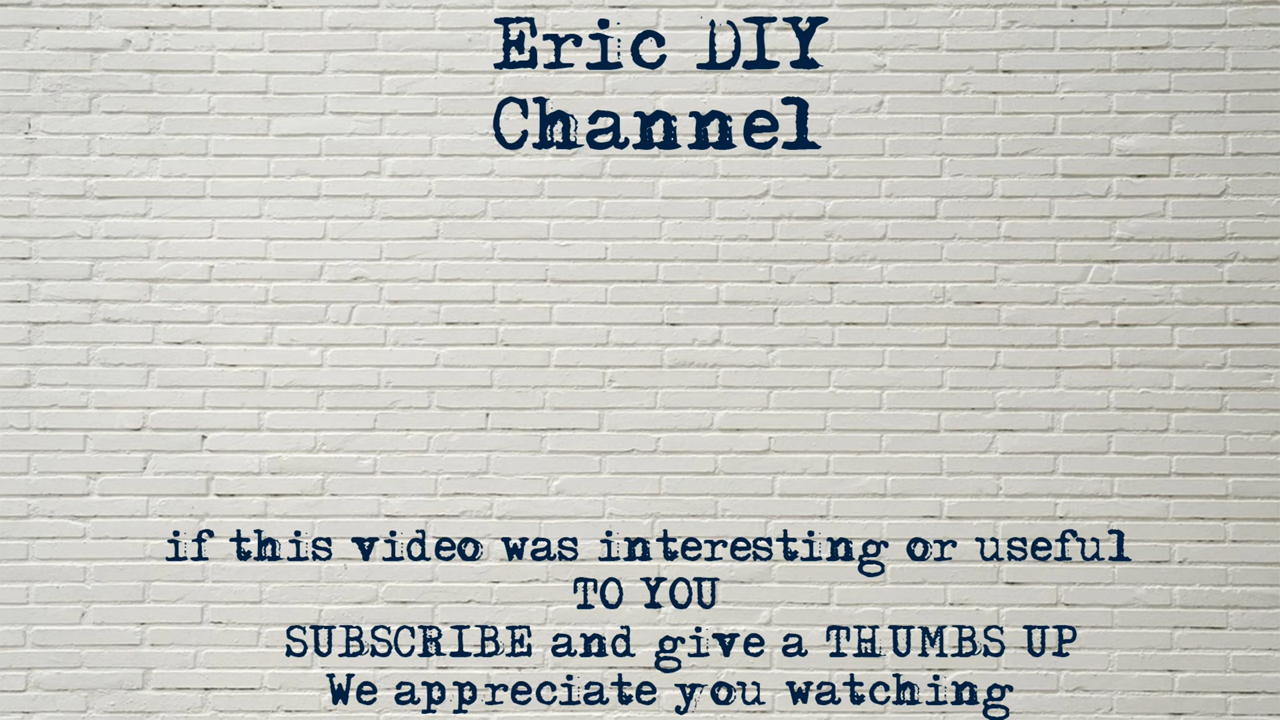 Eric DIY
Channel
if this video was interesting or useful
TO YOU
SUBSCRIBE and give a THUMBS UP
We appreciate you watching